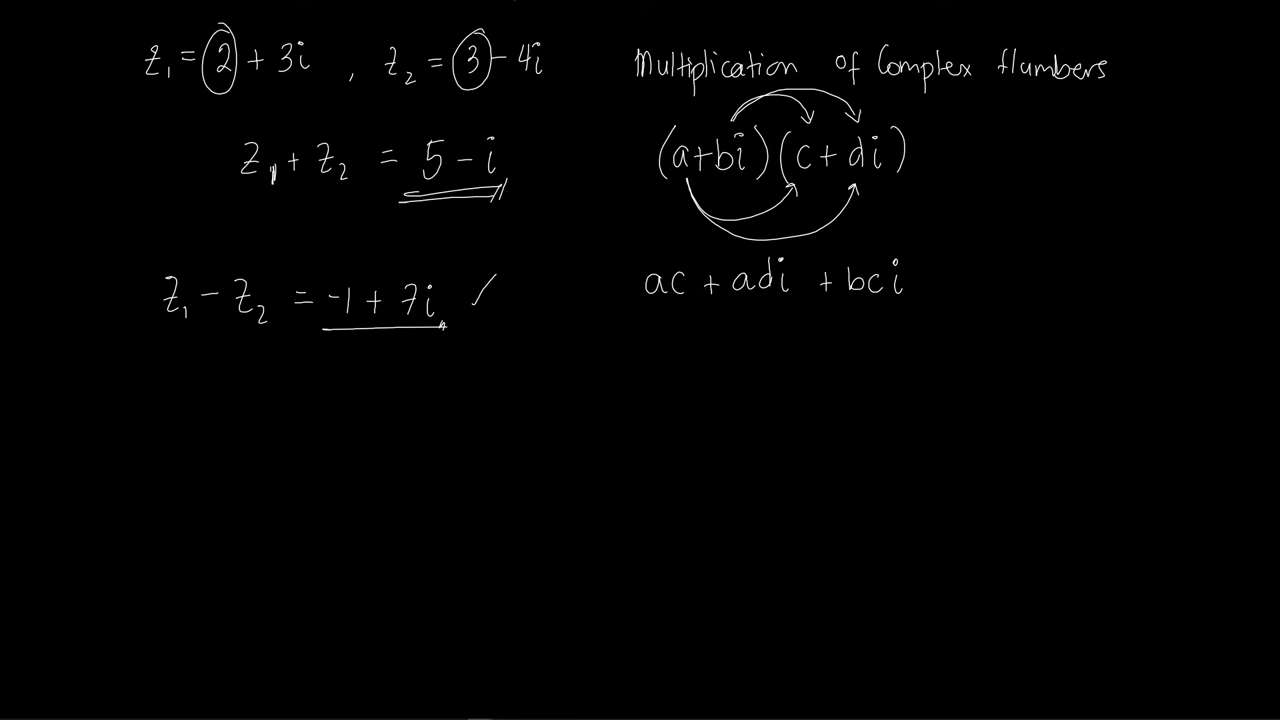 z₁ = 2 + 3i , z₂ = 3 - 4i
z₁ + z₂ = 5 - i
z₁ - z₂ = -1 + 7i ✓
Multiplication of Complex Numbers
(a+bi)(c+di)
ac + adi + bci